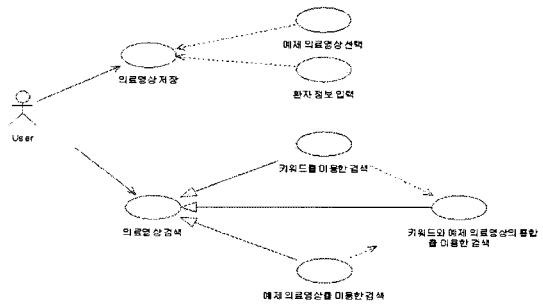 예제 의료영상 선택
의료영상 저장
환자 정보 입력
User
키워드를 이용한 검색
의료영상 검색
키워드와 예제 의료영상의 통합
을 이용한 검색
예제 의료영상를 이용한 검색